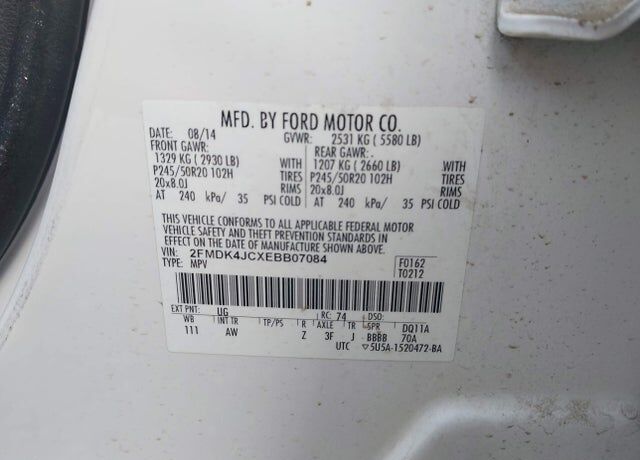 MFD. BY FORD MOTOR CO.
DATE: 08/14 GVWR: 2531 KG ( 5580 LB)
FRONT GAWR: REAR GAWR:
1329 KG ( 2930 LB) WITH 1207 KG ( 2660 LB) WITH
P245/50R20 102H TIRES P245/50R20 102H TIRES
20x8.0J RIMS 20x8.0J RIMS
AT 240 kPa/ 35 PSI COLD AT 240 kPa/ 35 PSI COLD
THIS VEHICLE CONFORMS TO ALL APPLICABLE FEDERAL MOTOR
VEHICLE SAFETY AND THEFT PREVENTION STANDARDS IN
EFFECT ON THE DATE OF MANUFACTURE SHOWN ABOVE.
VIN: 2FMDK4JCXEBB07084 F0162
TYPE: MPV T0212
EXT PNT: UG RC: 74 DSO:
WB INT TR TP/PS R AXLE TR SPR DQ11A
111 AW Z 3F J BBBB 70A
UTC ▽5U5A-1520472-BA